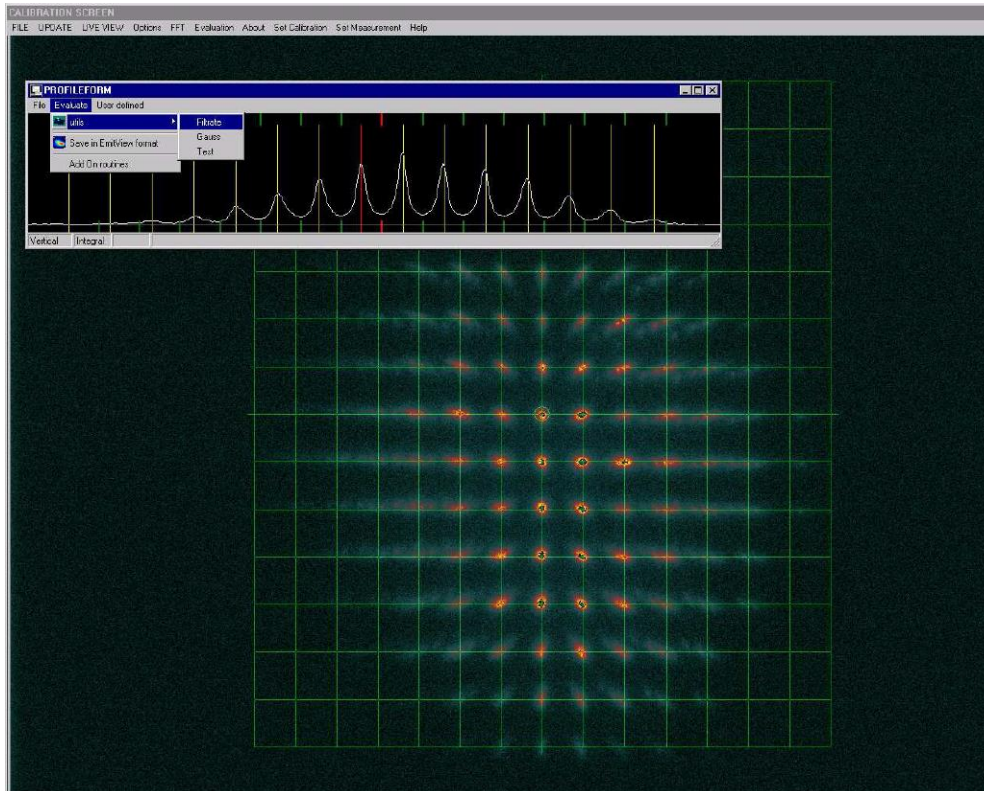 CALIBRATION SCREEN
FILE UPDATE LIVE VIEW Options FFT Evaluation About Set Calibration Set Measurement Help
PROFILEFORM
File Evaluate User defined
utils Filtrate
Gauss
Save in EmitView format
Test
Add On routines
Vertical Integral